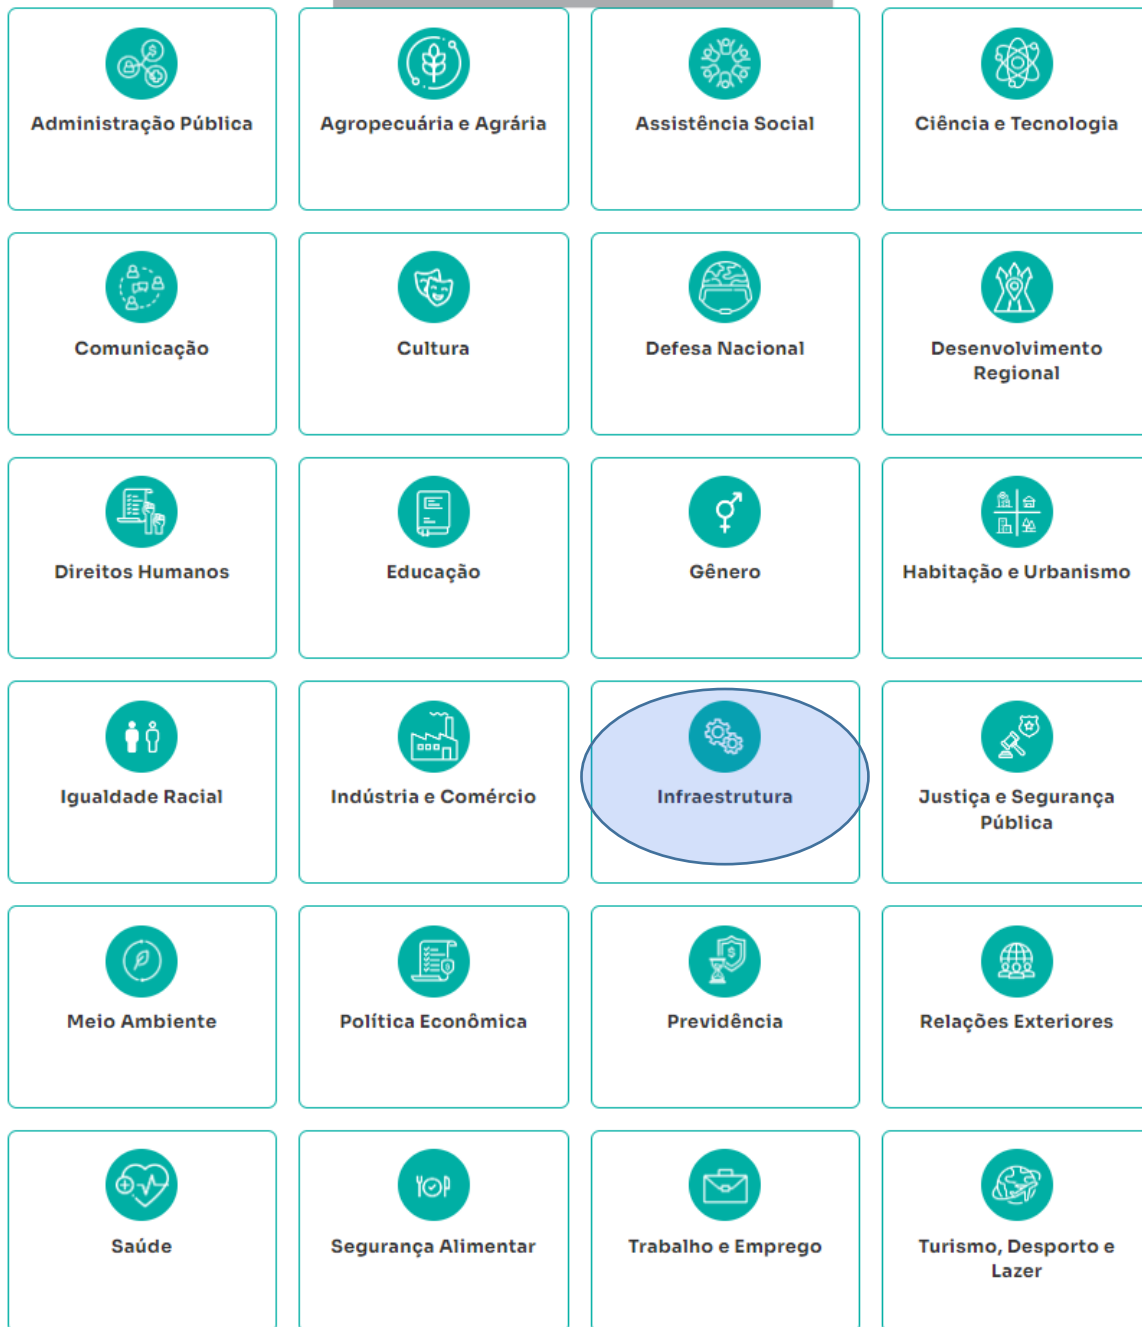 Administração Pública
Agropecuária e Agrária
Assistência Social
Ciência e Tecnologia
Comunicação
Cultura
Defesa Nacional
Desenvolvimento
Regional
Direitos Humanos
Educação
Gênero
Habitação e Urbanismo
Igualdade Racial
Indústria e Comércio
Infraestrutura
Justiça e Segurança
Pública
Meio Ambiente
Política Econômica
Previdência
Relações Exteriores
Saúde
Segurança Alimentar
Trabalho e Emprego
Turismo, Desporto e
Lazer